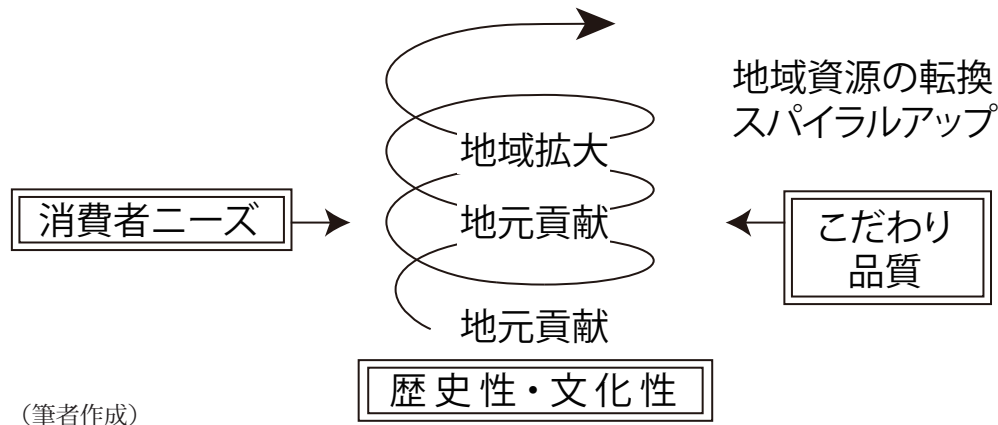 地域資源の転換
スパイラルアップ
地域拡大
消費者ニーズ
地元貢献
こだわり
品質
地元貢献
歴史性・文化性
（筆者作成）